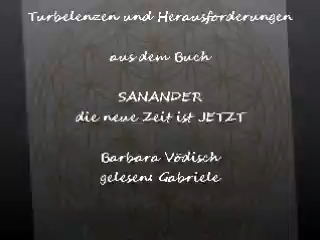 Turbelenzen und Herausforderungen
aus dem Buch
SANANDER
die neue Zeit ist JETZT
Barbara Vödisch
gelesen: Gabriele